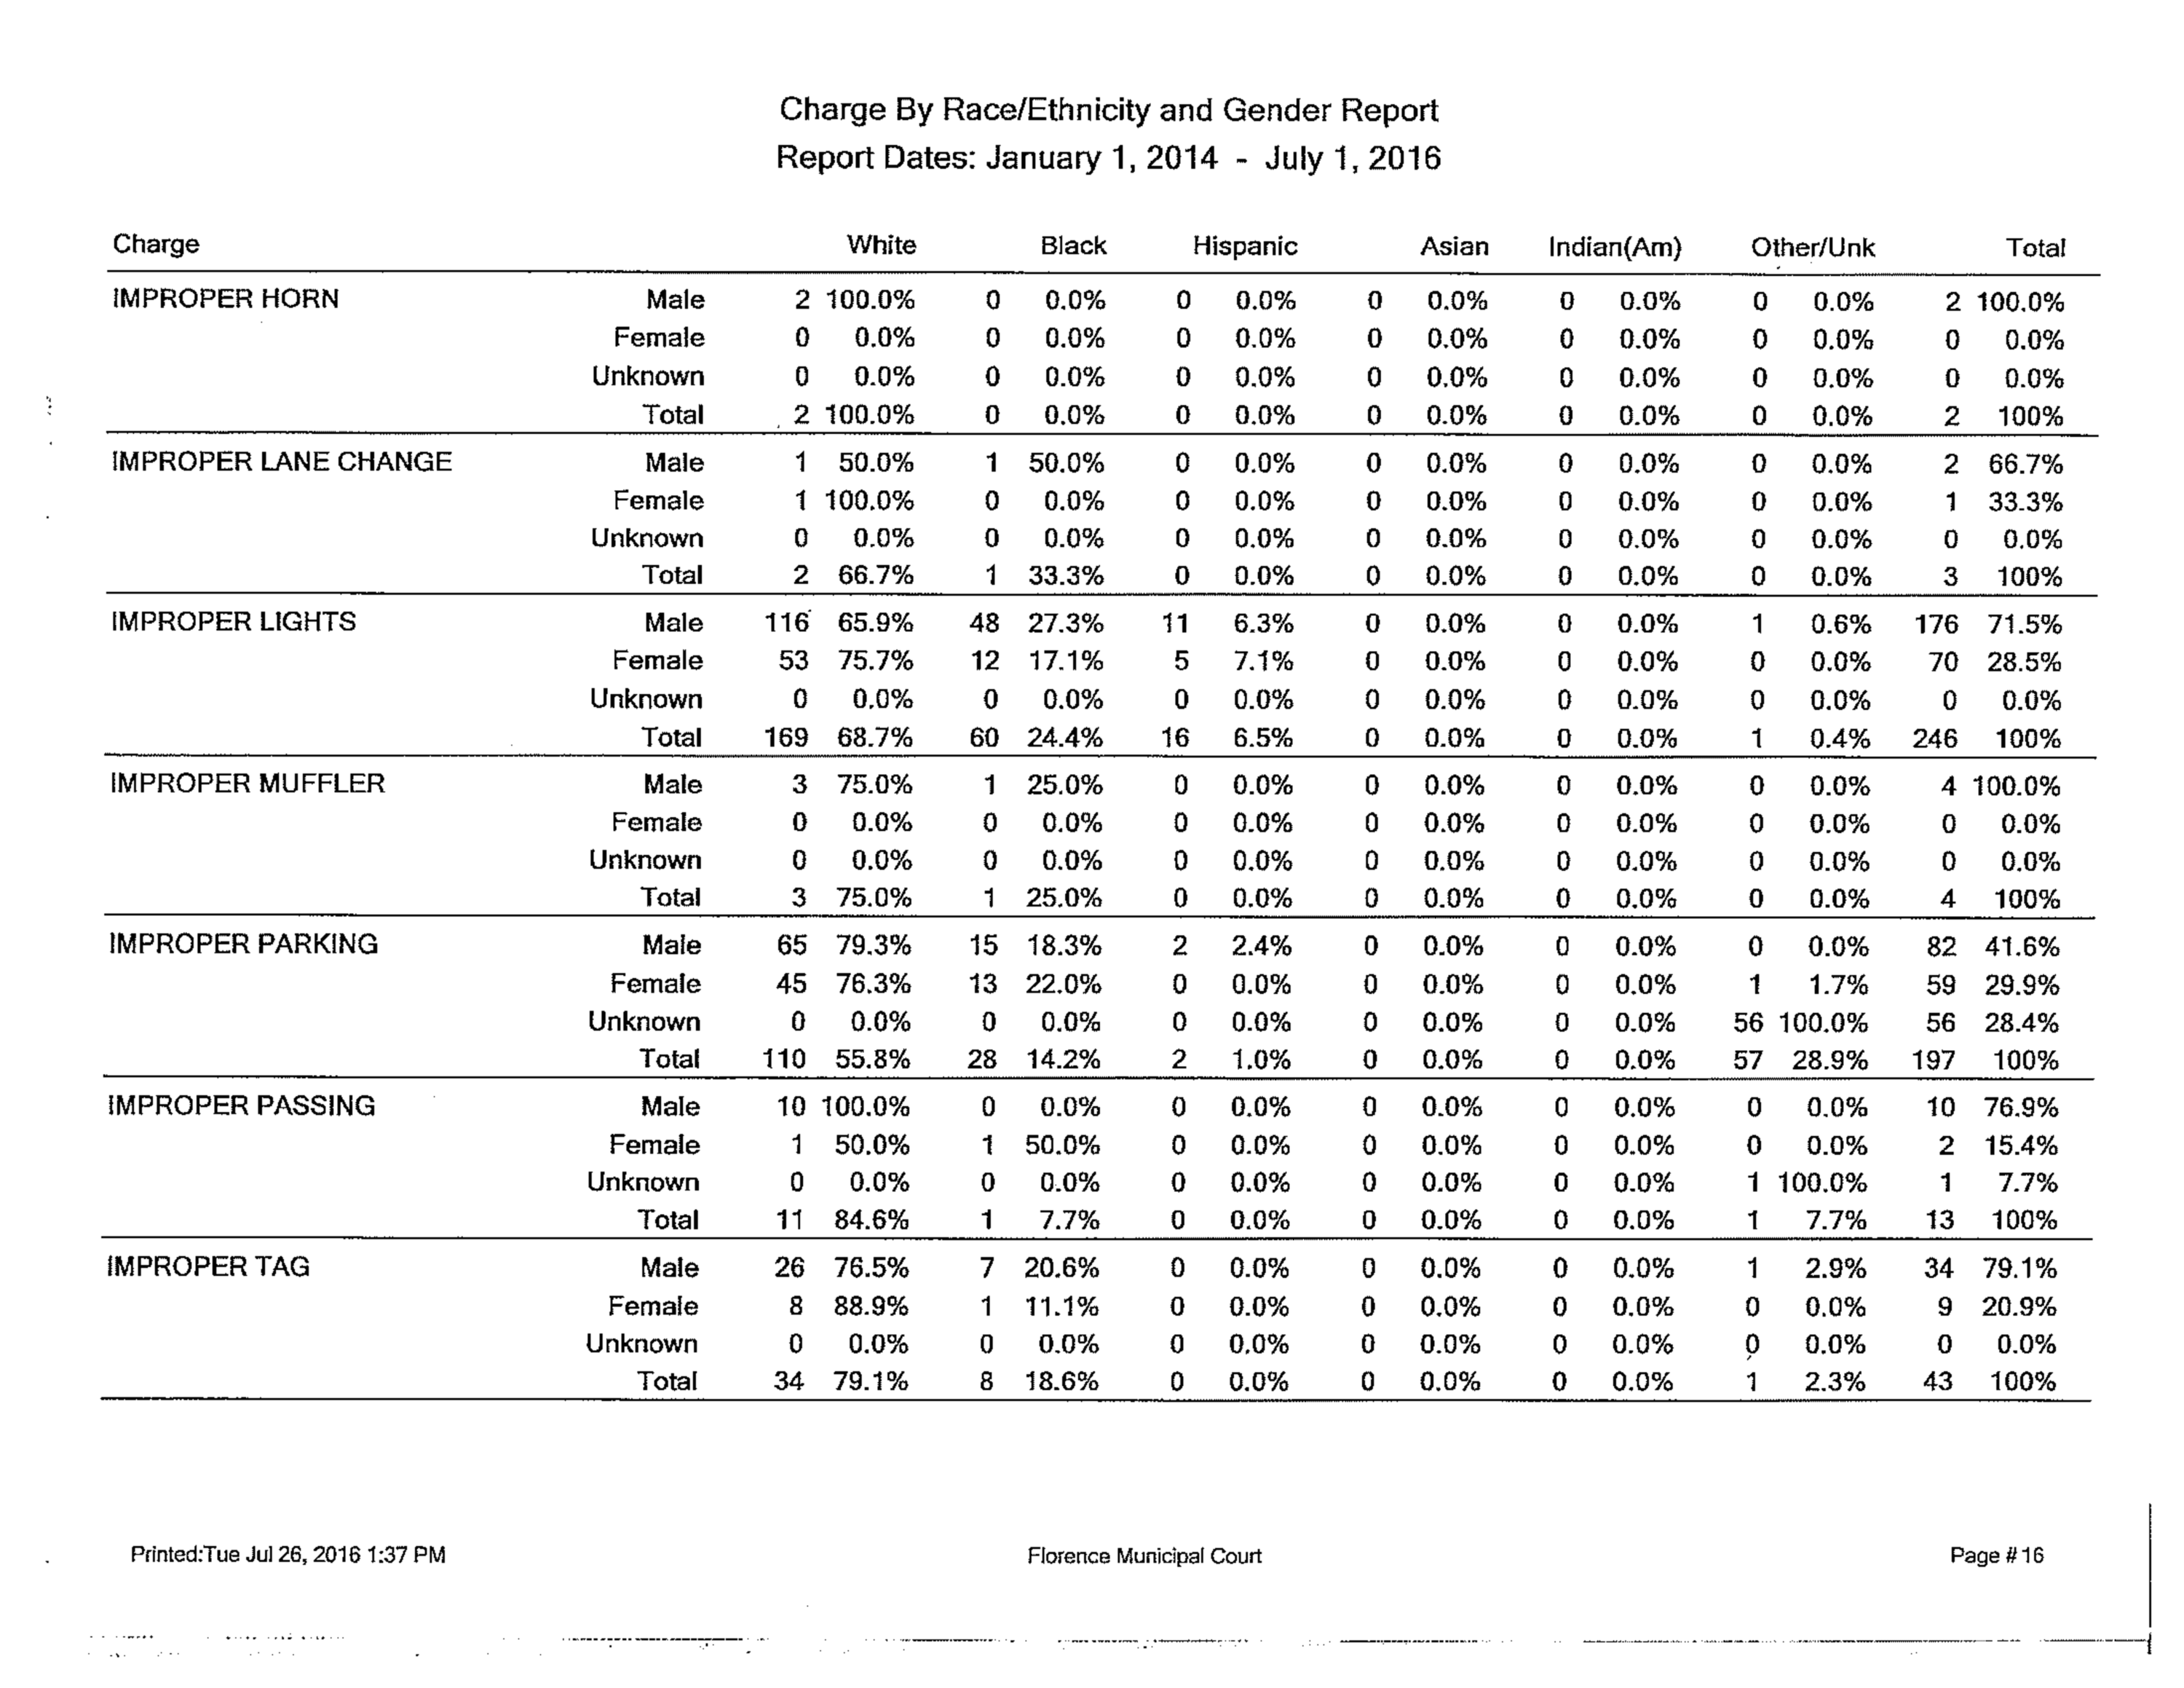 Charge By Race/Ethnicity and Gender Report
Report Dates: January 1, 2014 - July 1, 2016
Charge White Black Hispanic Asian Indian(Am) Other/Unk Total
IMPROPER HORN Male 2 100.0% 0 0.0% 0 0.0% 0 0.0% 0 0.0% 0 0.0% 2 100.0%
Female 0 0.0% 0 0.0% 0 0.0% 0 0.0% 0 0.0% 0 0.0% 0 0.0%
Unknown 0 0.0% 0 0.0% 0 0.0% 0 0.0% 0 0.0% 0 0.0% 0 0.0%
Total 2 100.0% 0 0.0% 0 0.0% 0 0.0% 0 0.0% 0 0.0% 2 100%
IMPROPER LANE CHANGE Male 1 50.0% 1 50.0% 0 0.0% 0 0.0% 0 0.0% 0 0.0% 2 66.7%
Female 1 100.0% 0 0.0% 0 0.0% 0 0.0% 0 0.0% 0 0.0% 1 33.3%
Unknown 0 0.0% 0 0.0% 0 0.0% 0 0.0% 0 0.0% 0 0.0% 0 0.0%
Total 2 66.7% 1 33.3% 0 0.0% 0 0.0% 0 0.0% 0 0.0% 3 100%
IMPROPER LIGHTS Male 116 65.9% 48 27.3% 11 6.3% 0 0.0% 0 0.0% 1 0.6% 176 71.5%
Female 53 75.7% 12 17.1% 5 7.1% 0 0.0% 0 0.0% 0 0.0% 70 28.5%
Unknown 0 0.0% 0 0.0% 0 0.0% 0 0.0% 0 0.0% 0 0.0% 0 0.0%
Total 169 68.7% 60 24.4% 16 6.5% 0 0.0% 0 0.0% 1 0.4% 246 100%
IMPROPER MUFFLER Male 3 75.0% 1 25.0% 0 0.0% 0 0.0% 0 0.0% 0 0.0% 4 100.0%
Female 0 0.0% 0 0.0% 0 0.0% 0 0.0% 0 0.0% 0 0.0% 0 0.0%
Unknown 0 0.0% 0 0.0% 0 0.0% 0 0.0% 0 0.0% 0 0.0% 0 0.0%
Total 3 75.0% 1 25.0% 0 0.0% 0 0.0% 0 0.0% 0 0.0% 4 100%
IMPROPER PARKING Male 65 79.3% 15 18.3% 2 2.4% 0 0.0% 0 0.0% 0 0.0% 82 41.6%
Female 45 76.3% 13 22.0% 0 0.0% 0 0.0% 0 0.0% 1 1.7% 59 29.9%
Unknown 0 0.0% 0 0.0% 0 0.0% 0 0.0% 0 0.0% 56 100.0% 56 28.4%
Total 110 55.8% 28 14.2% 2 1.0% 0 0.0% 0 0.0% 57 28.9% 197 100%
IMPROPER PASSING Male 10 100.0% 0 0.0% 0 0.0% 0 0.0% 0 0.0% 0 0.0% 10 76.9%
Female 1 50.0% 1 50.0% 0 0.0% 0 0.0% 0 0.0% 0 0.0% 2 15.4%
Unknown 0 0.0% 0 0.0% 0 0.0% 0 0.0% 0 0.0% 1 100.0% 1 7.7%
Total 11 84.6% 1 7.7% 0 0.0% 0 0.0% 0 0.0% 1 7.7% 13 100%
IMPROPER TAG Male 26 76.5% 7 20.6% 0 0.0% 0 0.0% 0 0.0% 1 2.9% 34 79.1%
Female 8 88.9% 1 11.1% 0 0.0% 0 0.0% 0 0.0% 0 0.0% 9 20.9%
Unknown 0 0.0% 0 0.0% 0 0.0% 0 0.0% 0 0.0% 0 0.0% 0 0.0%
Total 34 79.1% 8 18.6% 0 0.0% 0 0.0% 0 0.0% 1 2.3% 43 100%
Printed:Tue Jul 26, 2016 1:37 PM Florence Municipal Court Page # 16